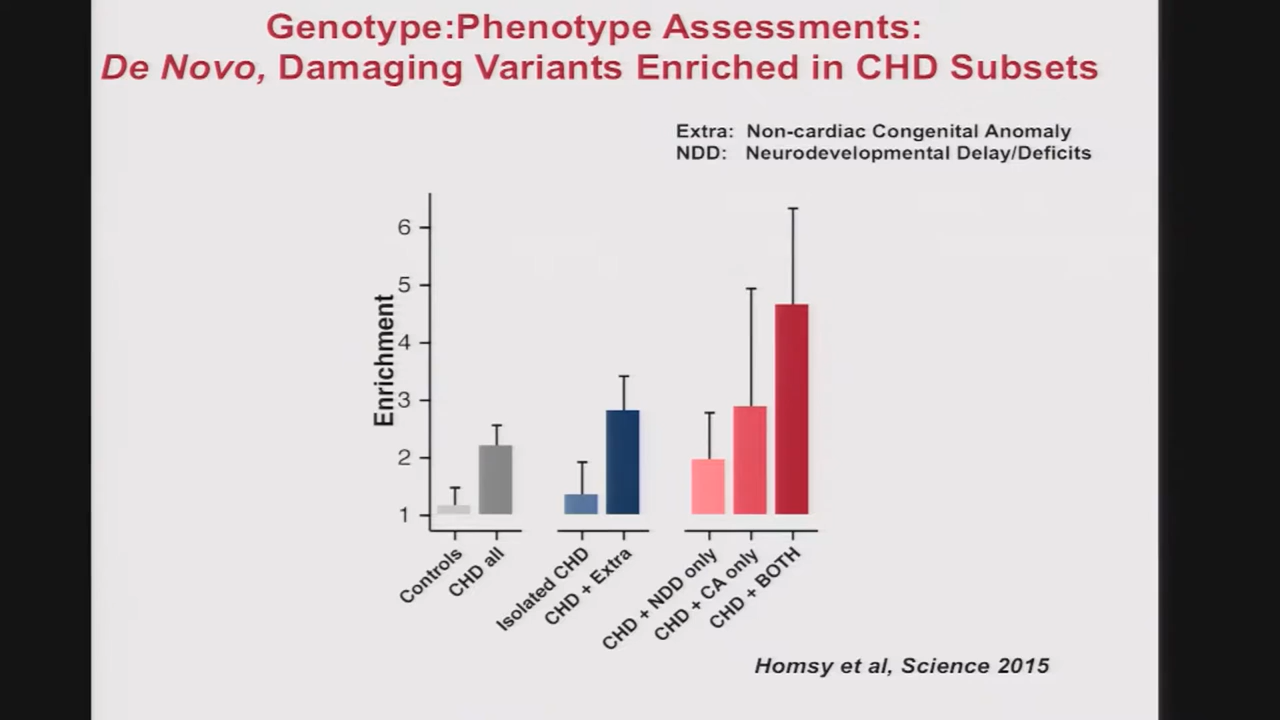 Genotype:Phenotype Assessments:
De Novo, Damaging Variants Enriched in CHD Subsets
Extra: Non-cardiac Congenital Anomaly
NDD: Neurodevelopmental Delay/Deficits
Enrichment
6
5
4
3
2
1
Controls
CHD all
Isolated CHD
CHD + Extra
CHD + NDD only
CHD + CA only
CHD + BOTH
Homsy et al, Science 2015